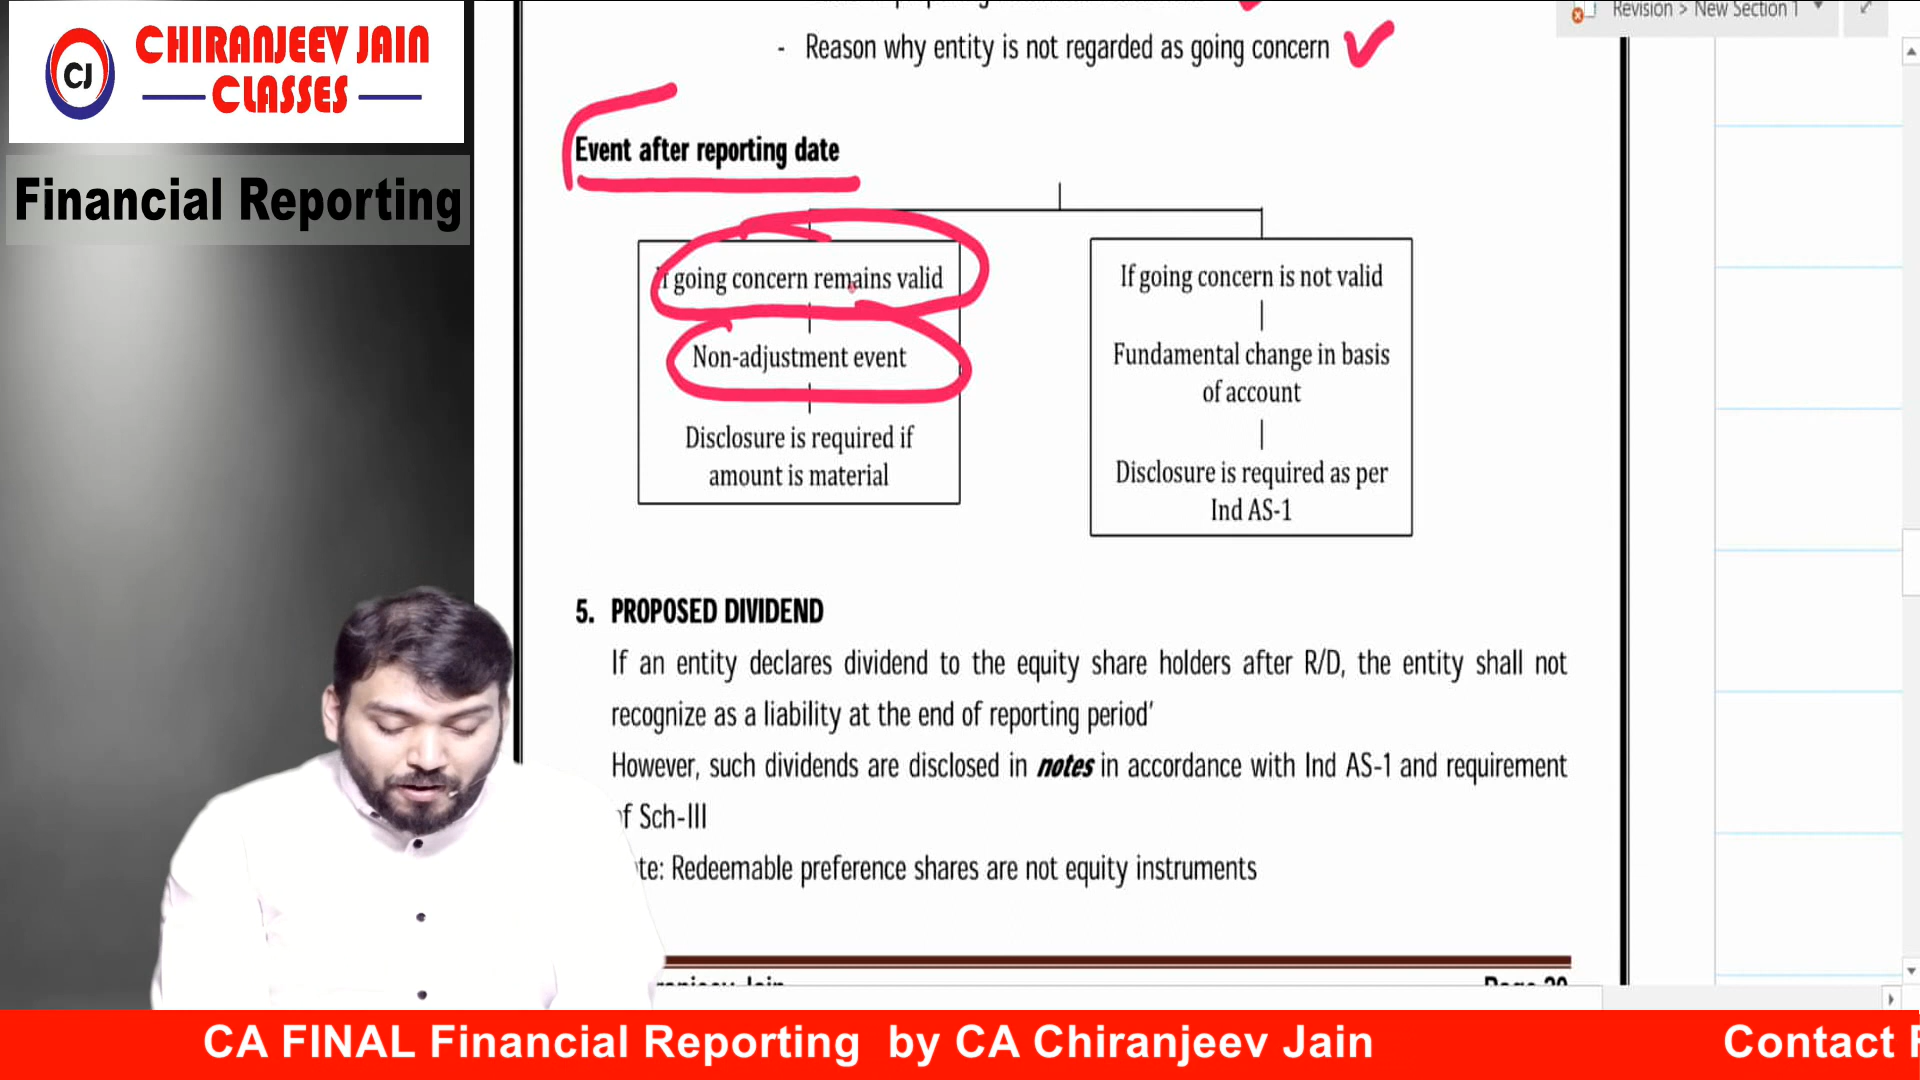 CHIRANJEEV JAIN
CJ
CLASSES
Financial Reporting
Revision > New Section 1
- Reason why entity is not regarded as going concern
Event after reporting date
If going concern remains valid
Non-adjustment event
Disclosure is required if
amount is material
If going concern is not valid
Fundamental change in basis
of account
Disclosure is required as per
Ind AS-1
5. PROPOSED DIVIDEND
If an entity declares dividend to the equity share holders after R/D, the entity shall not
recognize as a liability at the end of reporting period'
However, such dividends are disclosed in notes in accordance with Ind AS-1 and requirement
of Sch-III
te: Redeemable preference shares are not equity instruments
Jain
CA FINAL Financial Reporting by CA Chiranjeev Jain
Contact